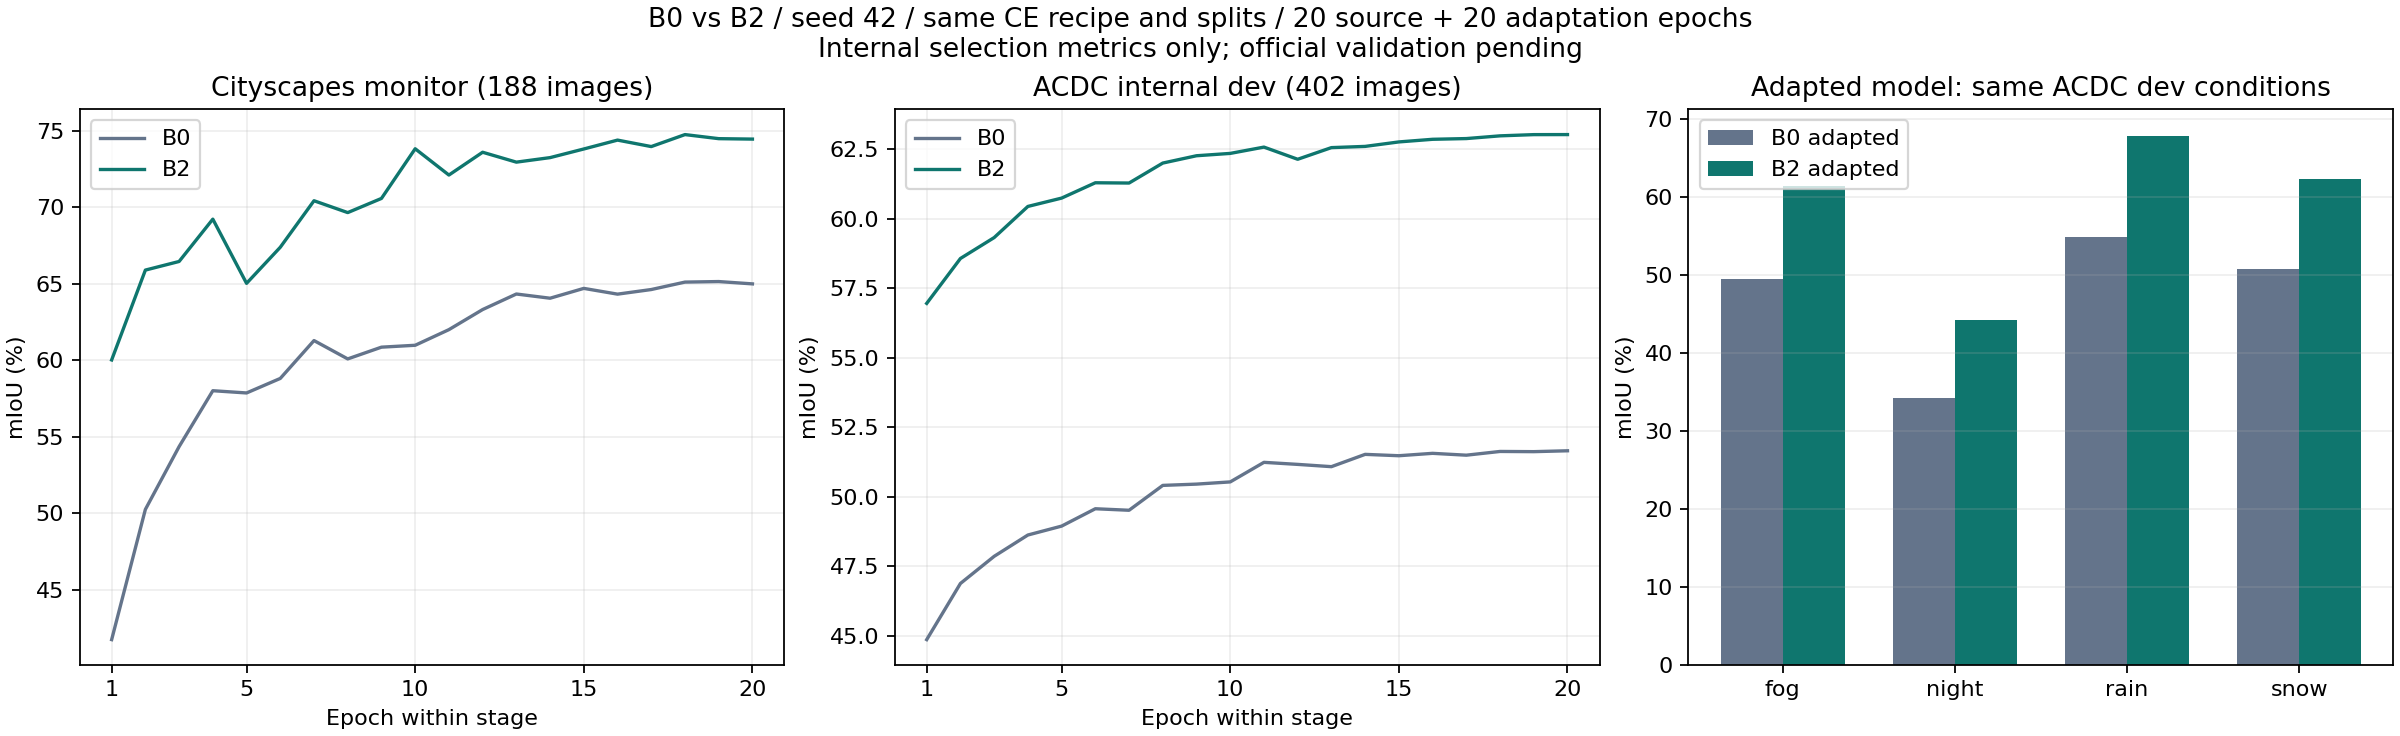 B0 vs B2 / seed 42 / same CE recipe and splits / 20 source + 20 adaptation epochs
Internal selection metrics only; official validation pending
Cityscapes monitor (188 images)
B0
B2
75
70
65
60
55
50
45
mIoU (%)
1 5 10 15 20
Epoch within stage
ACDC internal dev (402 images)
B0
B2
62.5
60.0
57.5
55.0
52.5
50.0
47.5
45.0
mIoU (%)
1 5 10 15 20
Epoch within stage
Adapted model: same ACDC dev conditions
B0 adapted
B2 adapted
70
60
50
40
30
20
10
0
mIoU (%)
fog night rain snow